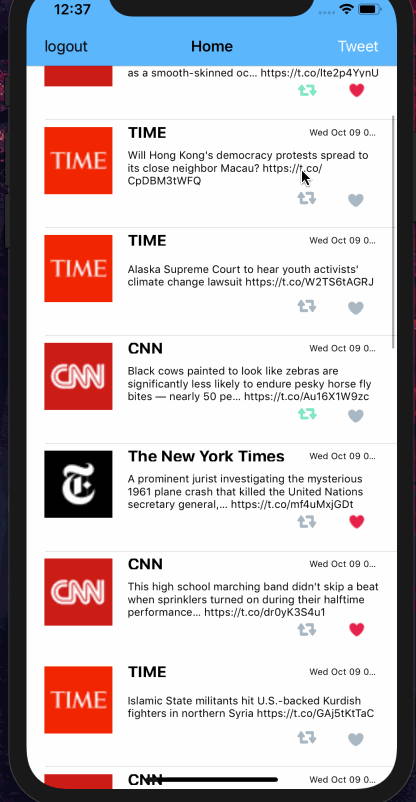 12:37
logout Home Tweet
as a smooth-skinned oc... https://t.co/Ite2p4YvnU
TIME Wed Oct 09 0...
TIME
Will Hong Kong's democracy protests spread to
its close neighbor Macau? https://t.co/
CpDBM3tWFQ
TIME Wed Oct 09 0...
TIME
Alaska Supreme Court to hear youth activists'
climate change lawsuit https://t.co/W2TS6tAGRJ
CNN Wed Oct 09 0...
CNN
Black cows painted to look like zebras are
significantly less likely to endure pesky horse fly
bites — nearly 50 pe... https://t.co/Au16X1W9zc
The New York Times Wed Oct 09 0...
A prominent jurist investigating the mysterious
1961 plane crash that killed the United Nations
secretary general,... https://t.co/mf4uMxjGDt
CNN Wed Oct 09 0...
CNN
This high school marching band didn't skip a beat
when sprinklers turned on during their halftime
performance... https://t.co/dr0yK3S4u1
TIME Wed Oct 09 0...
TIME
Islamic State militants hit U.S.-backed Kurdish
fighters in northern Syria https://t.co/GAj5tKtTaC
CNN Wed Oct 09 0...